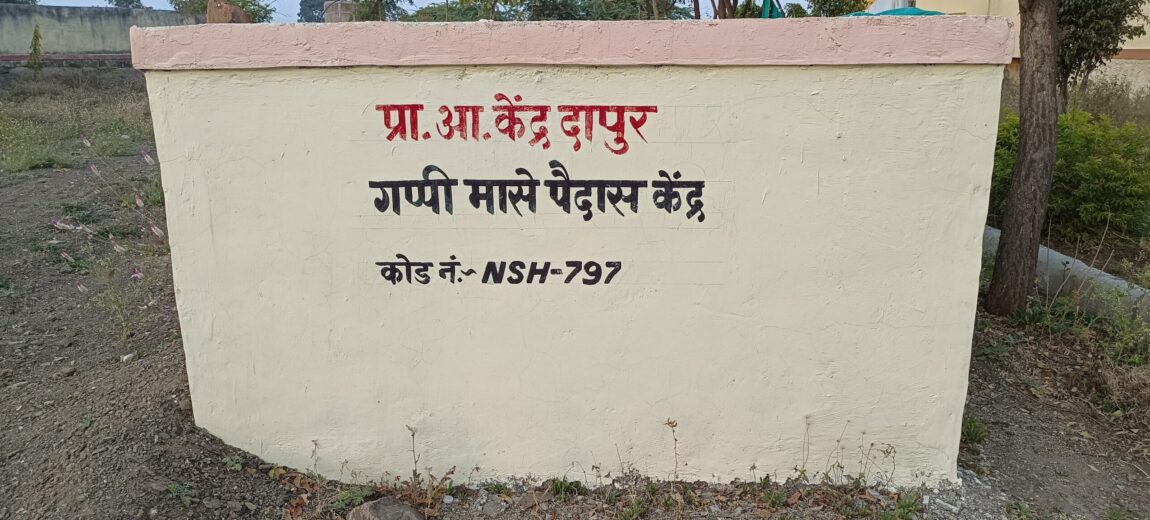 प्रा.आ.केंद्र दापुर
गप्पी मासे पैदास केंद्र
कोड नं:~ NSH-797